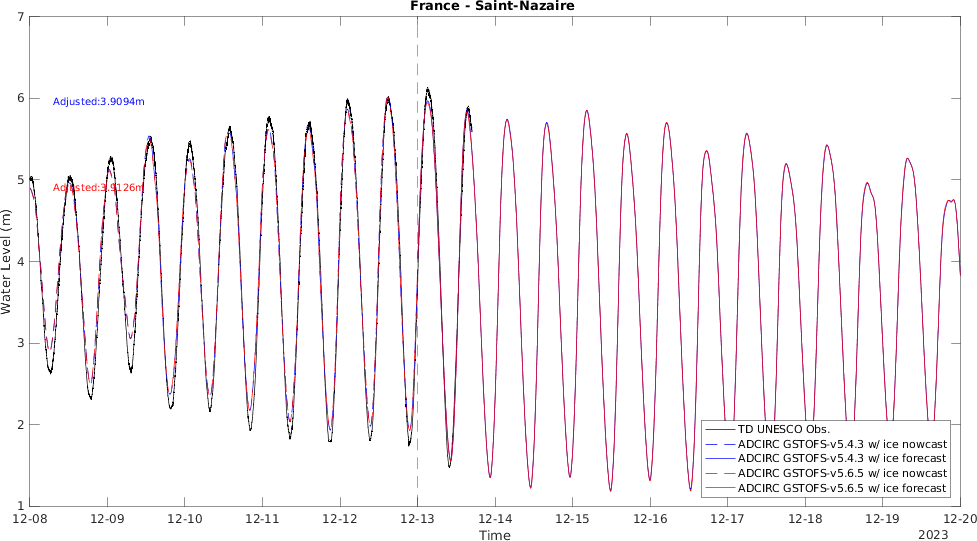 France - Saint-Nazaire
7
6
5
4
3
2
1
Water Level (m)
Adjusted:3.9094m
Adjusted:3.9126m
TD UNESCO Obs.
ADCIRC GSTOFS-v5.4.3 w/ ice nowcast
ADCIRC GSTOFS-v5.4.3 w/ ice forecast
ADCIRC GSTOFS-v5.6.5 w/ ice nowcast
ADCIRC GSTOFS-v5.6.5 w/ ice forecast
12-08 12-09 12-10 12-11 12-12 12-13 12-14 12-15 12-16 12-17 12-18 12-19 12-20
Time
2023